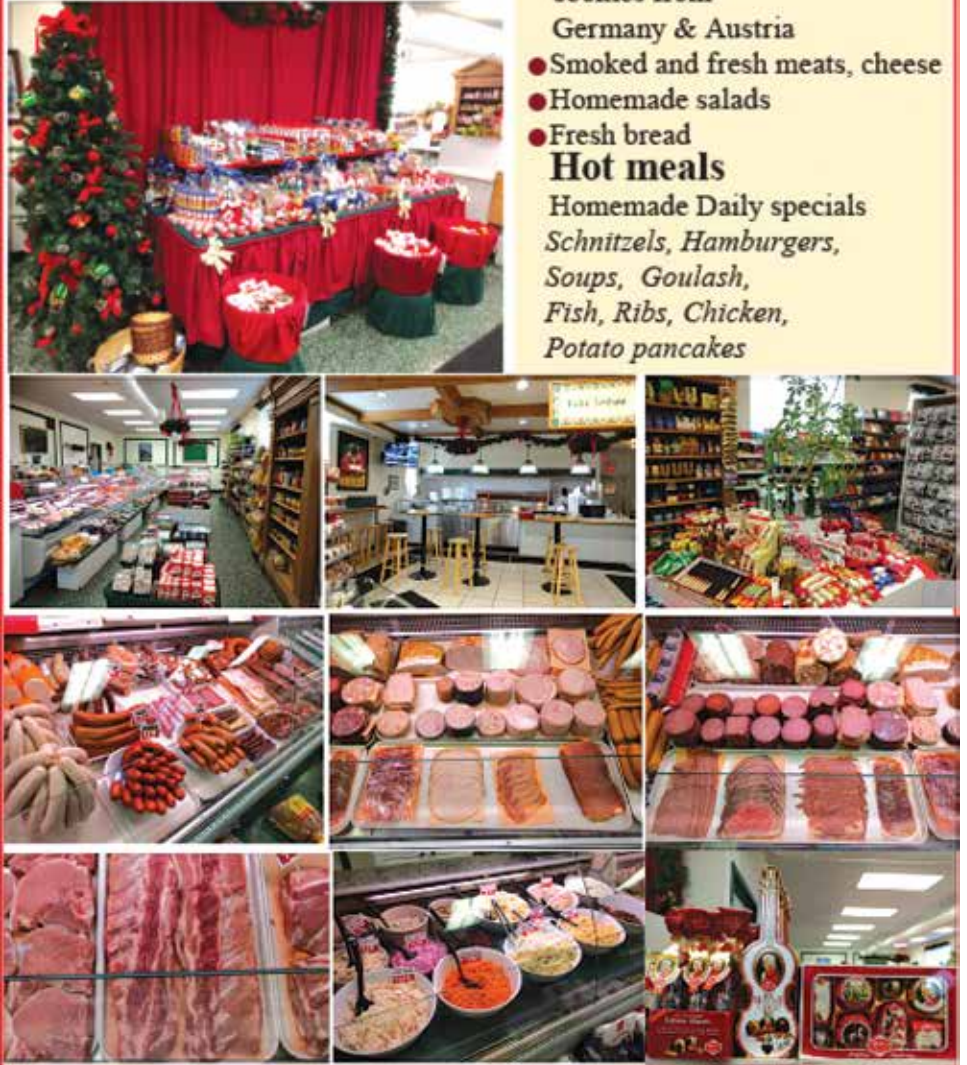 Germany & Austria
●Smoked and fresh meats, cheese
●Homemade salads
●Fresh bread
Hot meals
Homemade Daily specials
Schnitzels, Hamburgers,
Soups, Goulash,
Fish, Ribs, Chicken,
Potato pancakes